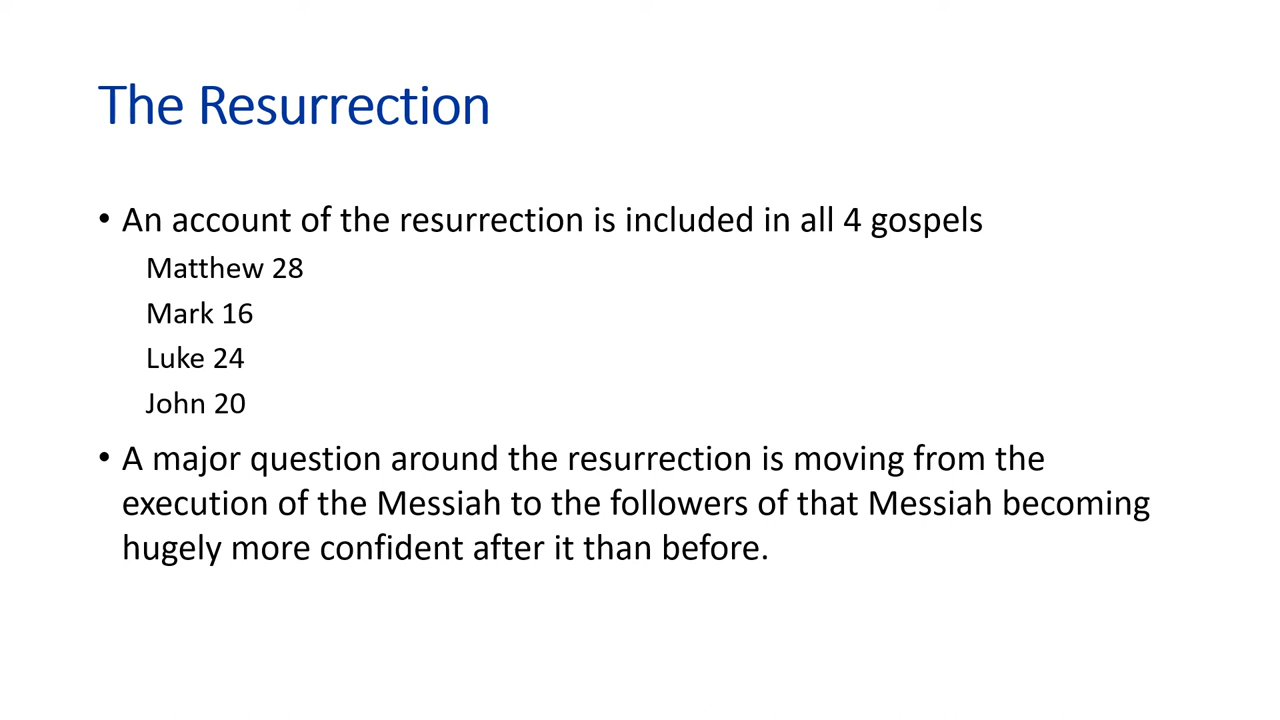 The Resurrection
• An account of the resurrection is included in all 4 gospels
Matthew 28
Mark 16
Luke 24
John 20
• A major question around the resurrection is moving from the
execution of the Messiah to the followers of that Messiah becoming
hugely more confident after it than before.